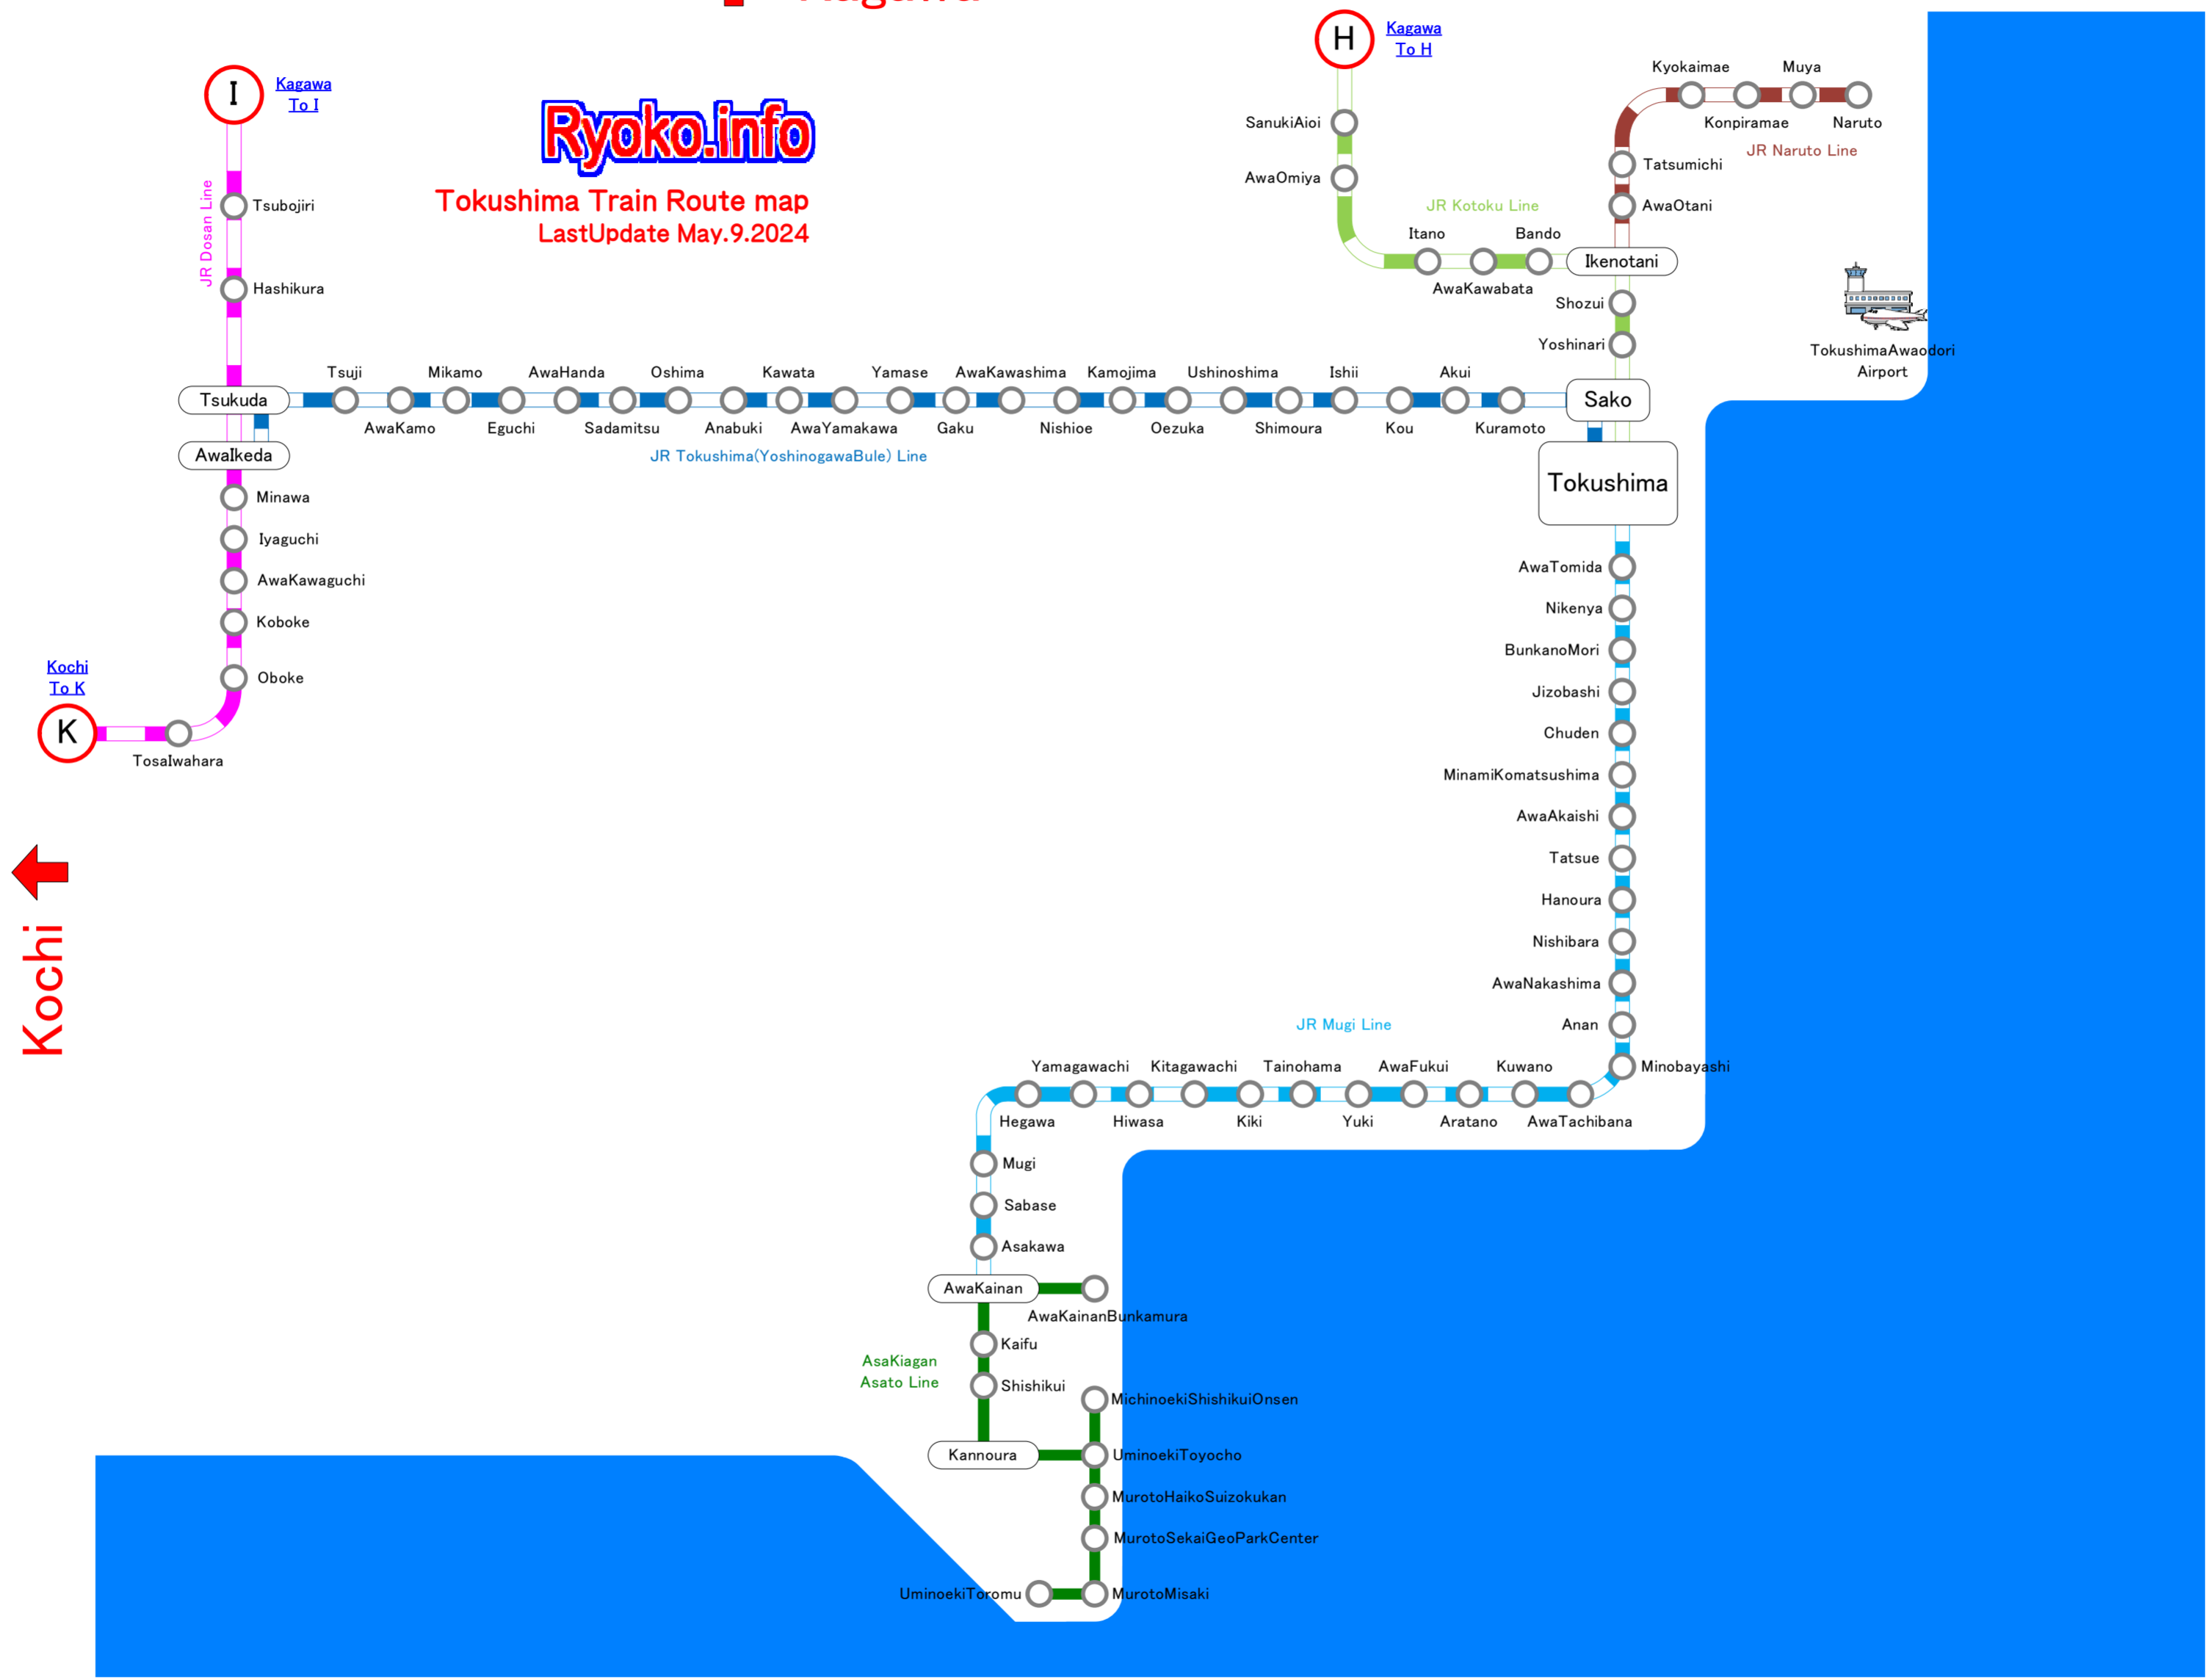 Kagawa
H
Kagawa
To H
I
Kagawa
To I
Ryoko.info
Tokushima Train Route map
LastUpdate May.9.2024
JR Dosan Line
Tsubojiri
Hashikura
SanukiAioi
AwaOmiya
JR Kotoku Line
Itano
Bando
AwaKawabata
Ikenotani
Kyokaimae
Muya
Konpiramae
Naruto
JR Naruto Line
Tatsumichi
AwaOtani
Shozui
Yoshinari
TokushimaAwaodori
Airport
Tsuji
Mikamo
AwaHanda
Oshima
Kawata
Yamase
AwaKawashima
Kamojima
Ushinoshima
Ishii
Akui
Tsukuda
Sako
AwaKamo
Eguchi
Sadamitsu
Anabuki
AwaYamakawa
Gaku
Nishioe
Oezuka
Shimoura
Kou
Kuramoto
JR Tokushima(YoshinogawaBule) Line
AwaIkeda
Tokushima
Minawa
Iyaguchi
AwaKawaguchi
Koboke
Oboke
Kochi
To K
K
TosaIwahara
Kochi
AwaTomida
Nikenya
BunkanoMori
Jizobashi
Chuden
MinamiKomatsushima
AwaAkaishi
Tatsue
Hanoura
Nishibara
AwaNakashima
Anan
Minobayashi
JR Mugi Line
Yamagawachi
Kitagawachi
Tainohama
AwaFukui
Kuwano
Hegawa
Hiwasa
Kiki
Yuki
Aratano
AwaTachibana
Mugi
Sabase
Asakawa
AwaKainan
AwaKainanBunkamura
Kaifu
AsaKiagan
Asato Line
Shishikui
MichinoekiShishikuiOnsen
Kannoura
UminoekiToyocho
MurotoHaikoSuizokukan
MurotoSekaiGeoParkCenter
UminoekiToromu
MurotoMisaki